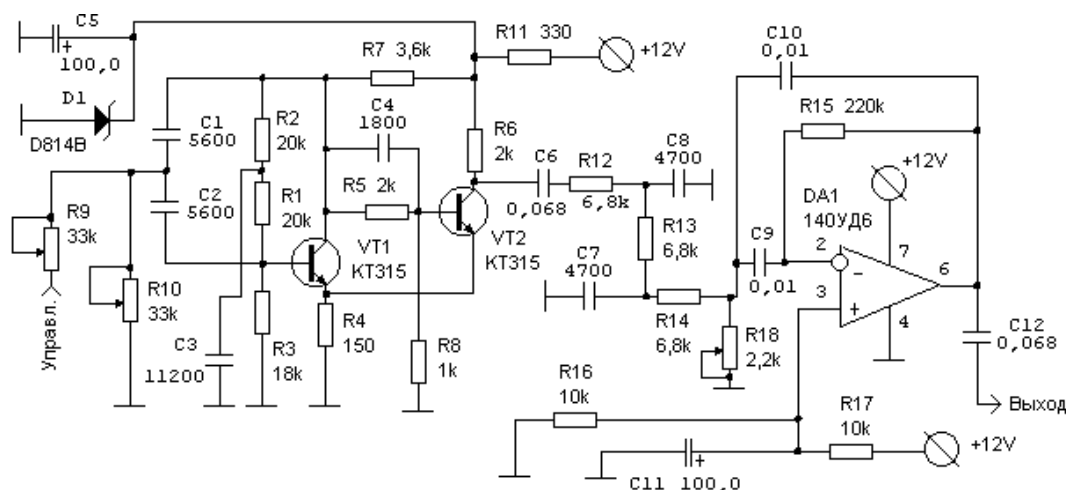 C5
+
100,0
D1
D814B
R7 3,6k
R11 330
+12V
C10
0,01
C1
5600
R2
20k
C4
1800
R15 220k
R6
2k
C6
0,068
R12
6,8k
C8
4700
+12V
C2
5600
R1
20k
R5 2k
DA1
140УД6
R9
33k
VT1
КТ315
VT2
КТ315
R13
6,8k
C9
0,01
2
-
7
6
3
+
4
C7
4700
R10
33k
Управл.
C3
11200
R3
18k
R4
150
R8
1k
R14
6,8k
R18
2,2k
C12
0,068
R16
10k
R17
10k
Выход
+12V
+
C11 100,0